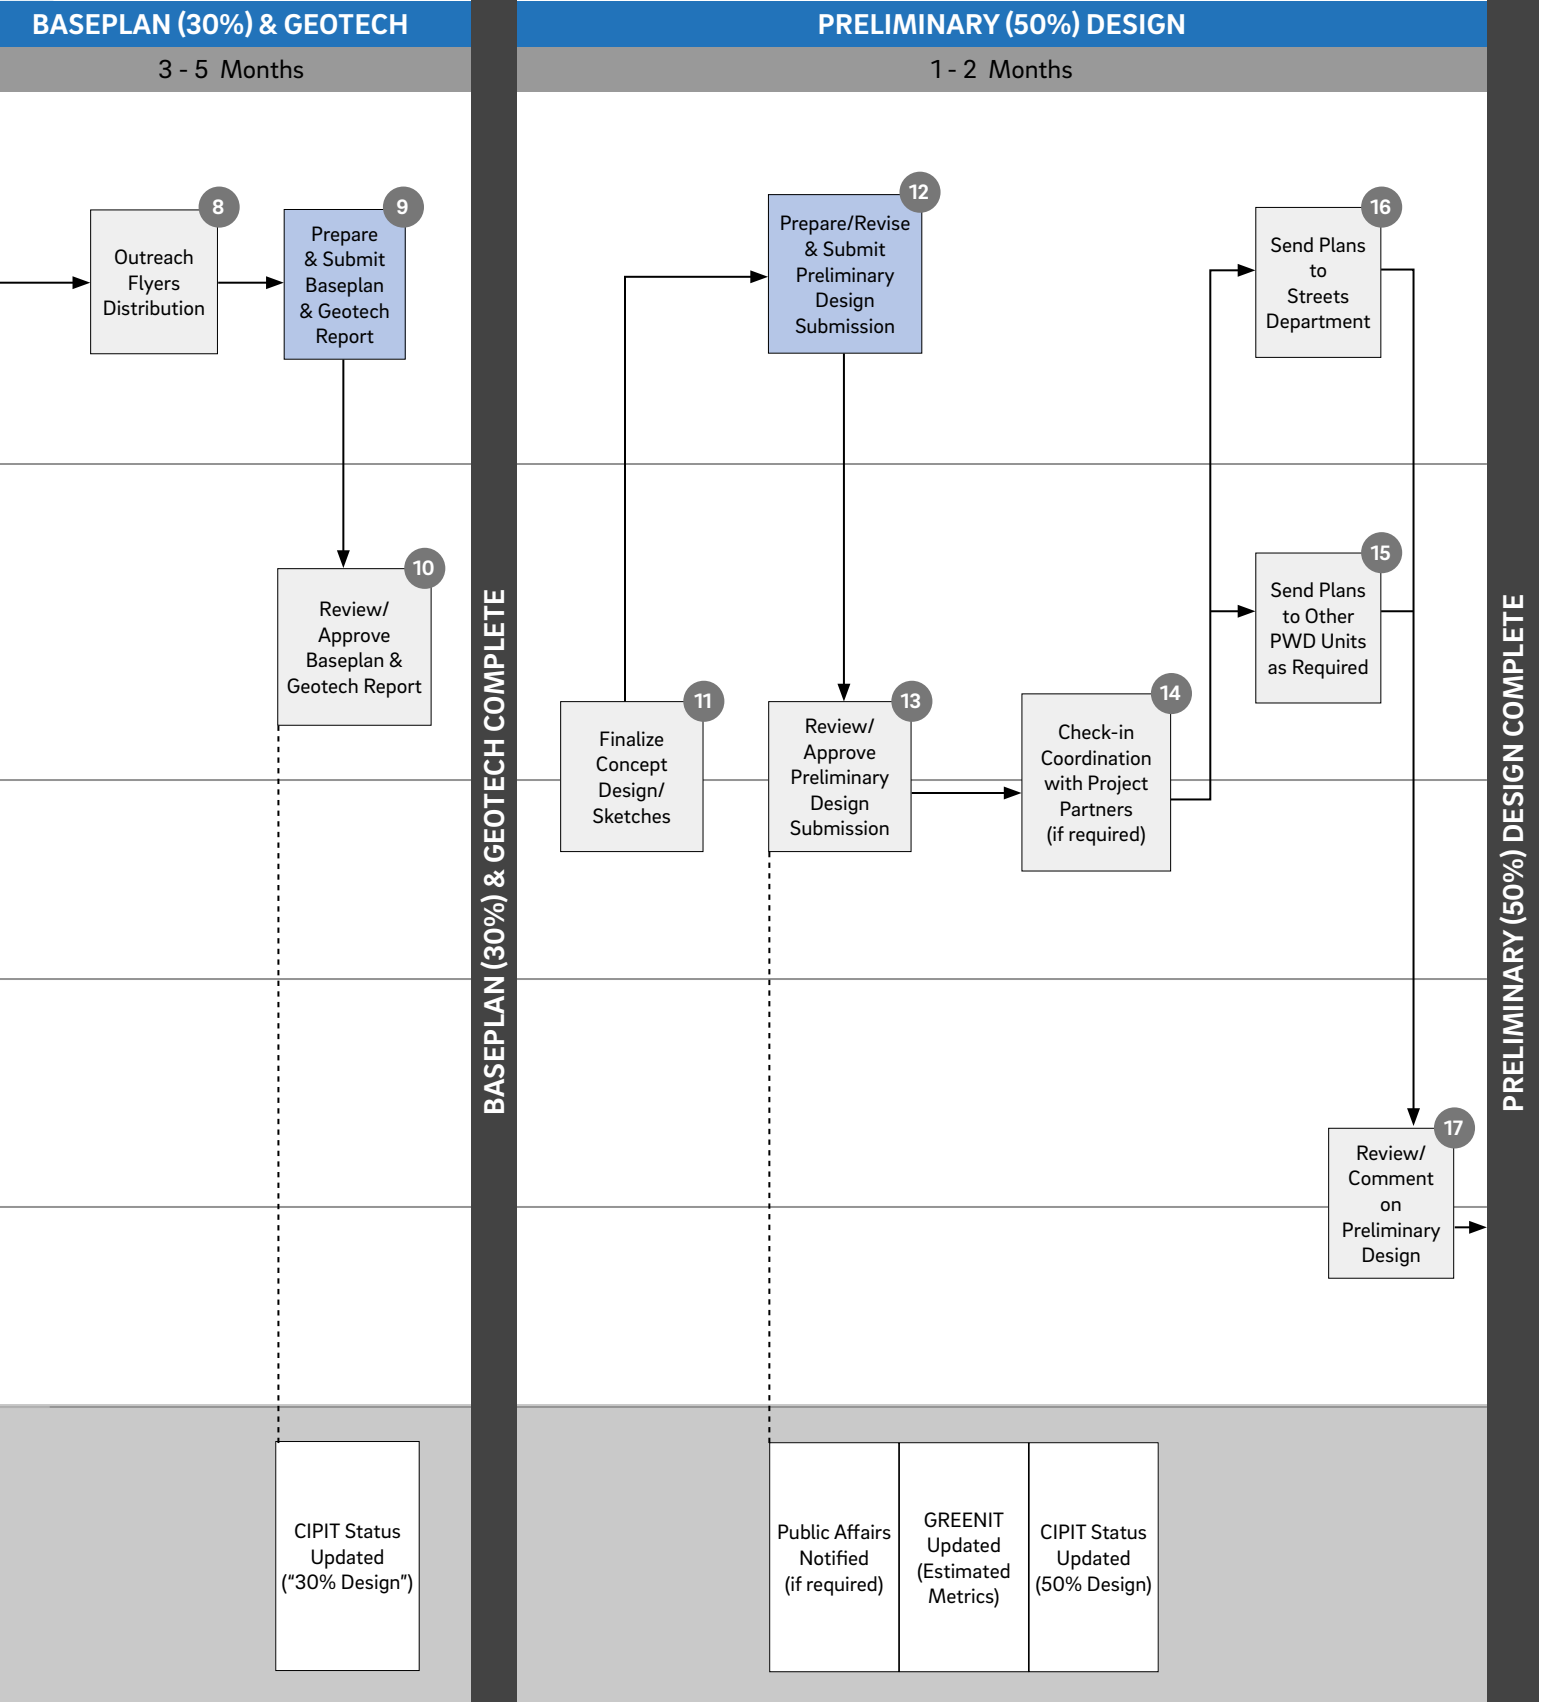 BASEPLAN (30%) & GEOTECH
3 - 5 Months
PRELIMINARY (50%) DESIGN
1 - 2 Months
8
Outreach
Flyers
Distribution
9
Prepare
& Submit
Baseplan
& Geotech
Report
10
Review/
Approve
Baseplan &
Geotech Report
BASEPLAN (30%) & GEOTECH COMPLETE
11
Finalize
Concept
Design/
Sketches
12
Prepare/Revise
& Submit
Preliminary
Design
Submission
13
Review/
Approve
Preliminary
Design
Submission
14
Check-in
Coordination
with Project
Partners
(if required)
16
Send Plans
to
Streets
Department
15
Send Plans
to Other
PWD Units
as Required
17
Review/
Comment
on
Preliminary
Design
PRELIMINARY (50%) DESIGN COMPLETE
CIPIT Status
Updated
("30% Design")
Public Affairs
Notified
(if required)
GREENIT
Updated
(Estimated
Metrics)
CIPIT Status
Updated
(50% Design)